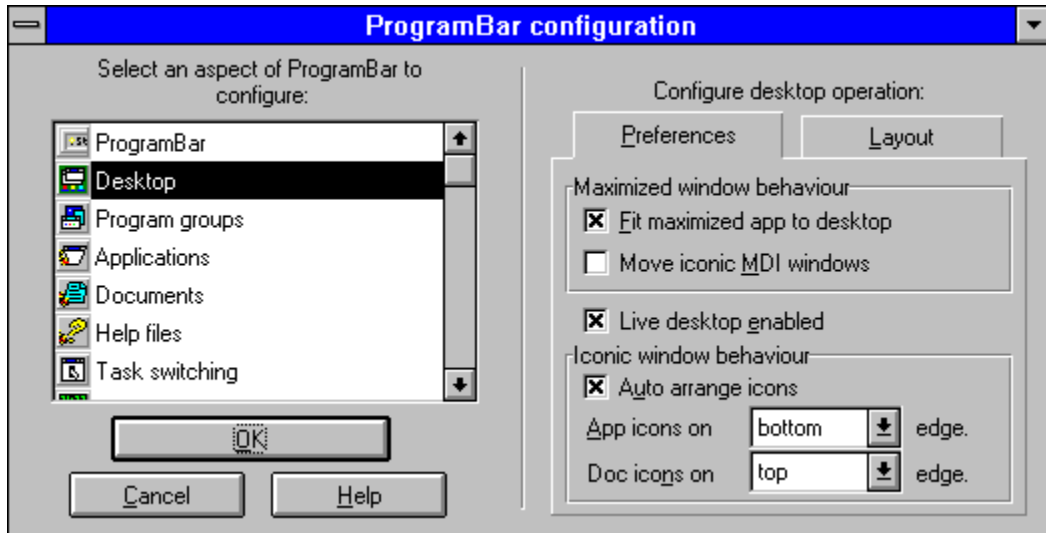 ProgramBar configuration
Select an aspect of ProgramBar to
configure:
ProgramBar
Desktop
Program groups
Applications
Documents
Help files
Task switching
OK
Cancel
Help
Configure desktop operation:
Preferences
Layout
Maximized window behaviour
Fit maximized app to desktop
Move iconic MDI windows
Live desktop enabled
Iconic window behaviour
Auto arrange icons
App icons on bottom edge.
Doc icons on top edge.